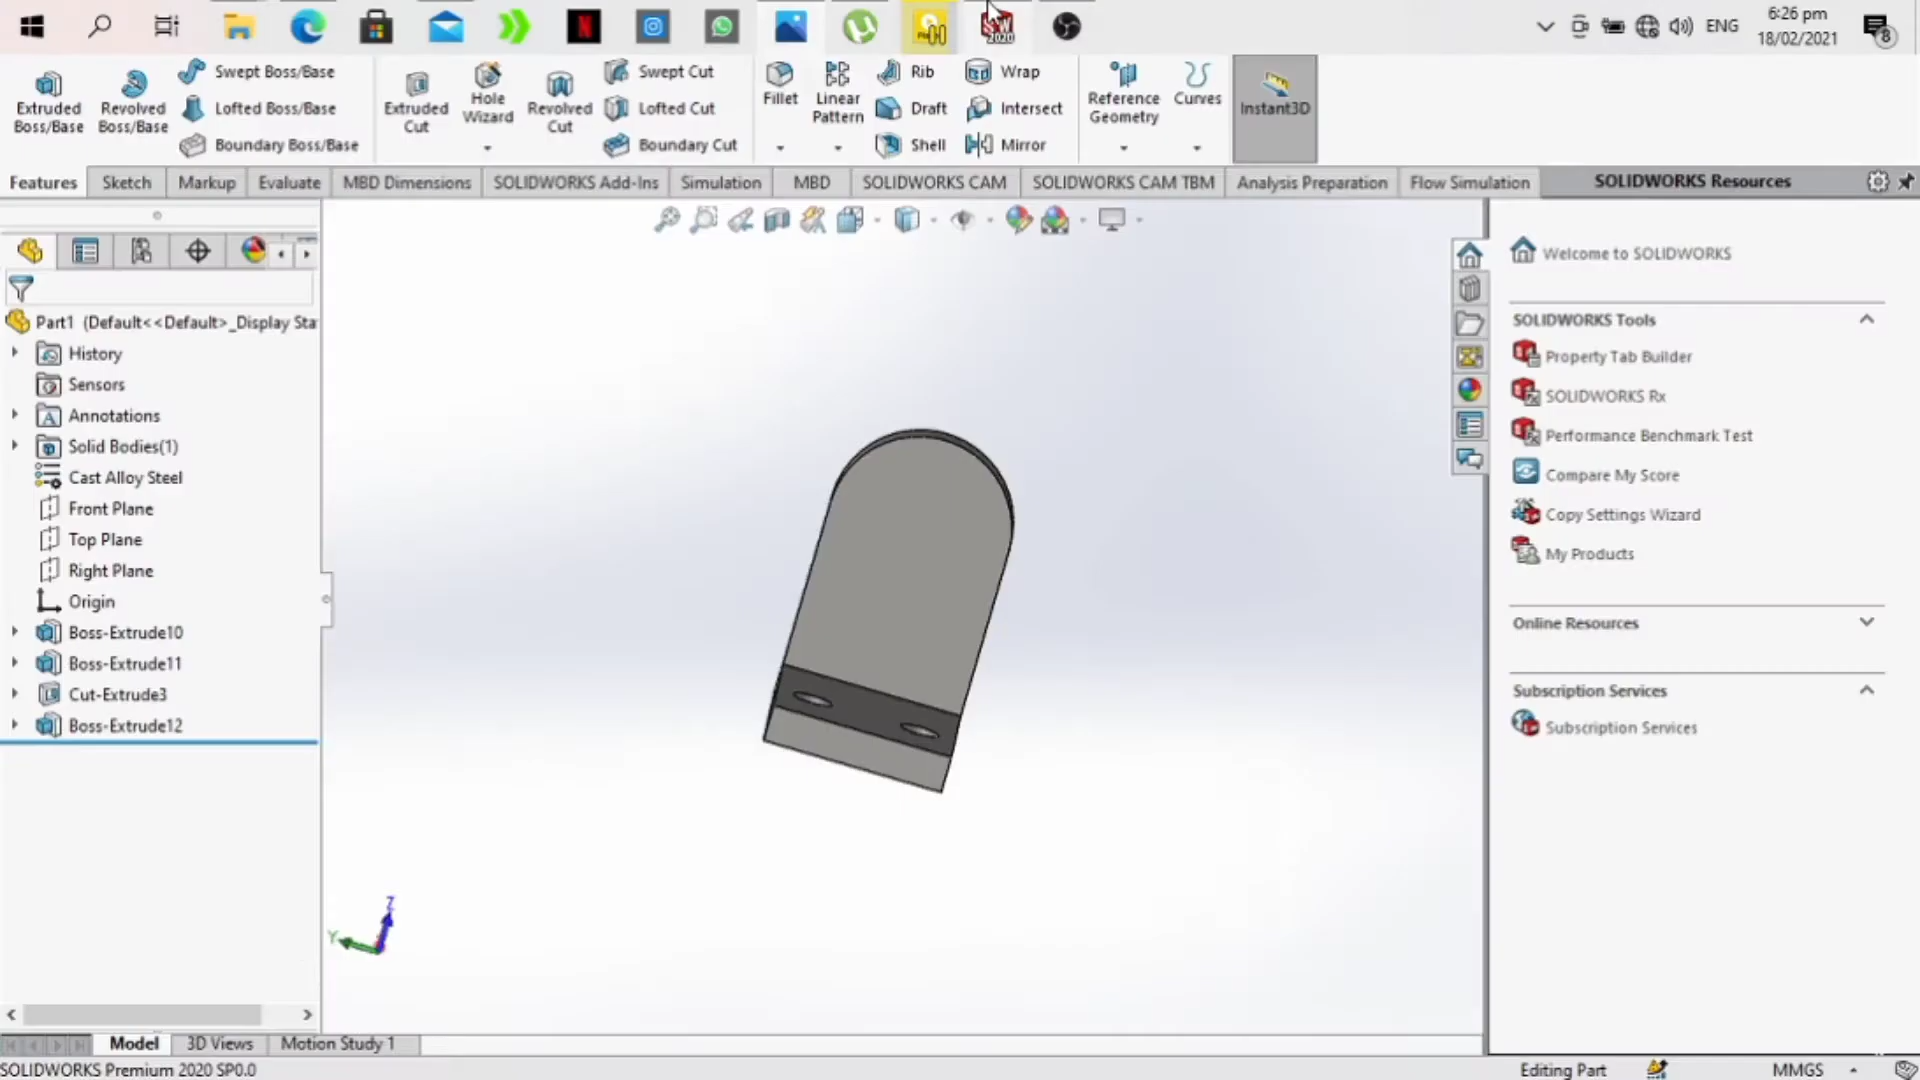 ENG
6:26 pm
18/02/2021
8
SW
2020
Extruded Boss/Base
Revolved Boss/Base
Swept Boss/Base
Lofted Boss/Base
Boundary Boss/Base
Extruded Cut
Hole Wizard
Revolved Cut
Swept Cut
Lofted Cut
Boundary Cut
Fillet
Linear Pattern
Rib
Draft
Shell
Wrap
Intersect
Mirror
Reference Geometry
Curves
Instant3D
Features
Sketch
Markup
Evaluate
MBD Dimensions
SOLIDWORKS Add-Ins
Simulation
MBD
SOLIDWORKS CAM
SOLIDWORKS CAM TBM
Analysis Preparation
Flow Simulation
SOLIDWORKS Resources
Part1 (Default<<Default>_Display Sta
History
Sensors
Annotations
Solid Bodies(1)
Cast Alloy Steel
Front Plane
Top Plane
Right Plane
Origin
Boss-Extrude10
Boss-Extrude11
Cut-Extrude3
Boss-Extrude12
Z
Y
Welcome to SOLIDWORKS
SOLIDWORKS Tools
Property Tab Builder
SOLIDWORKS Rx
Performance Benchmark Test
Compare My Score
Copy Settings Wizard
My Products
Online Resources
Subscription Services
Subscription Services
Model
3D Views
Motion Study 1
SOLIDWORKS Premium 2020 SP0.0
Editing Part
MMGS